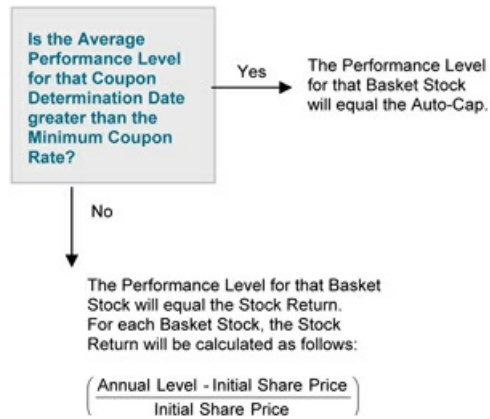 Is the Average
Performance Level
for that Coupon
Determination Date
greater than the
Minimum Coupon
Rate?
Yes
The Performance Level
for that Basket Stock
will equal the Auto-Cap.
No
The Performance Level for that Basket
Stock will equal the Stock Return.
For each Basket Stock, the Stock
Return will be calculated as follows:
(Annual Level - Initial Share Price
Initial Share Price)